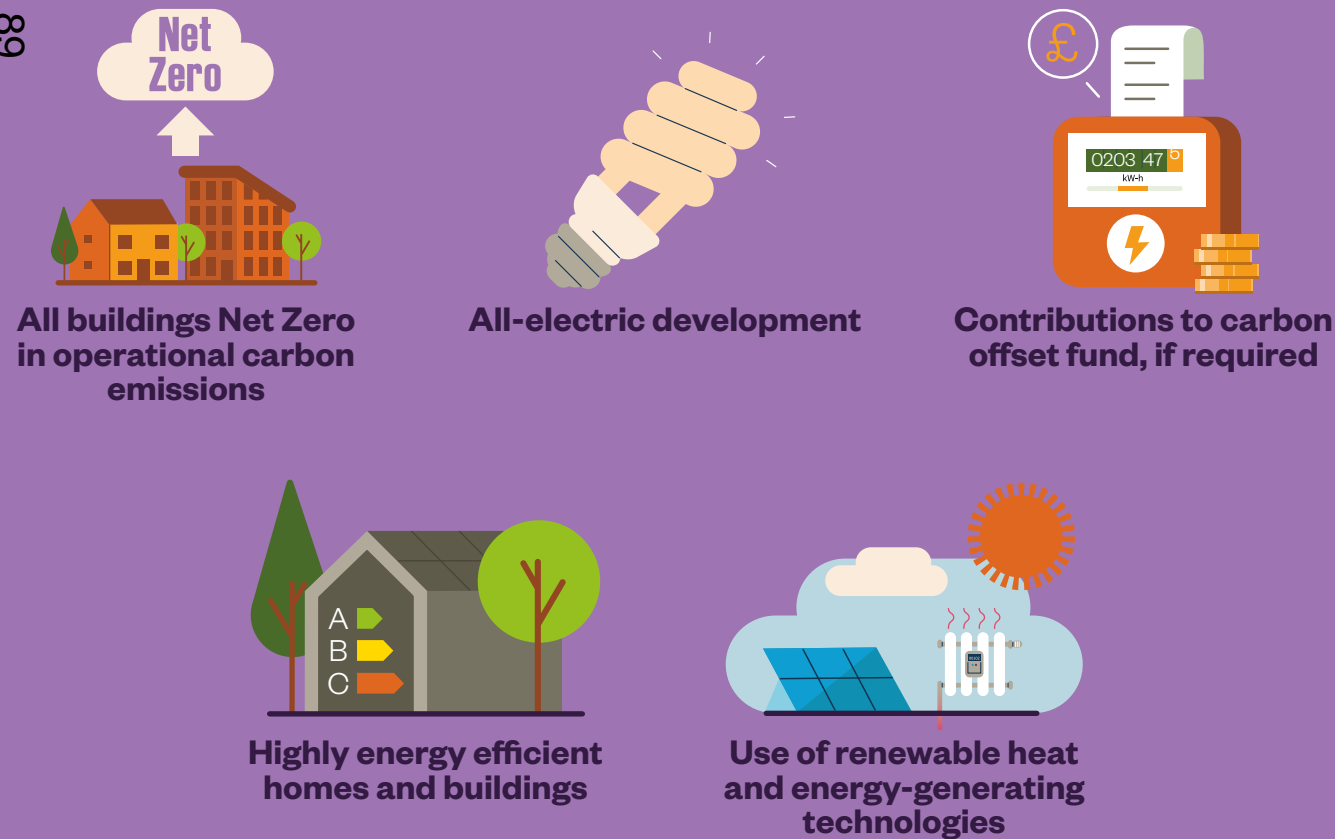 89
Net
Zero
£
0203 47
kW-h
All buildings Net Zero
in operational carbon
emissions
All-electric development
Contributions to carbon
offset fund, if required
A
B
C
Highly energy efficient
homes and buildings
Use of renewable heat
and energy-generating
technologies